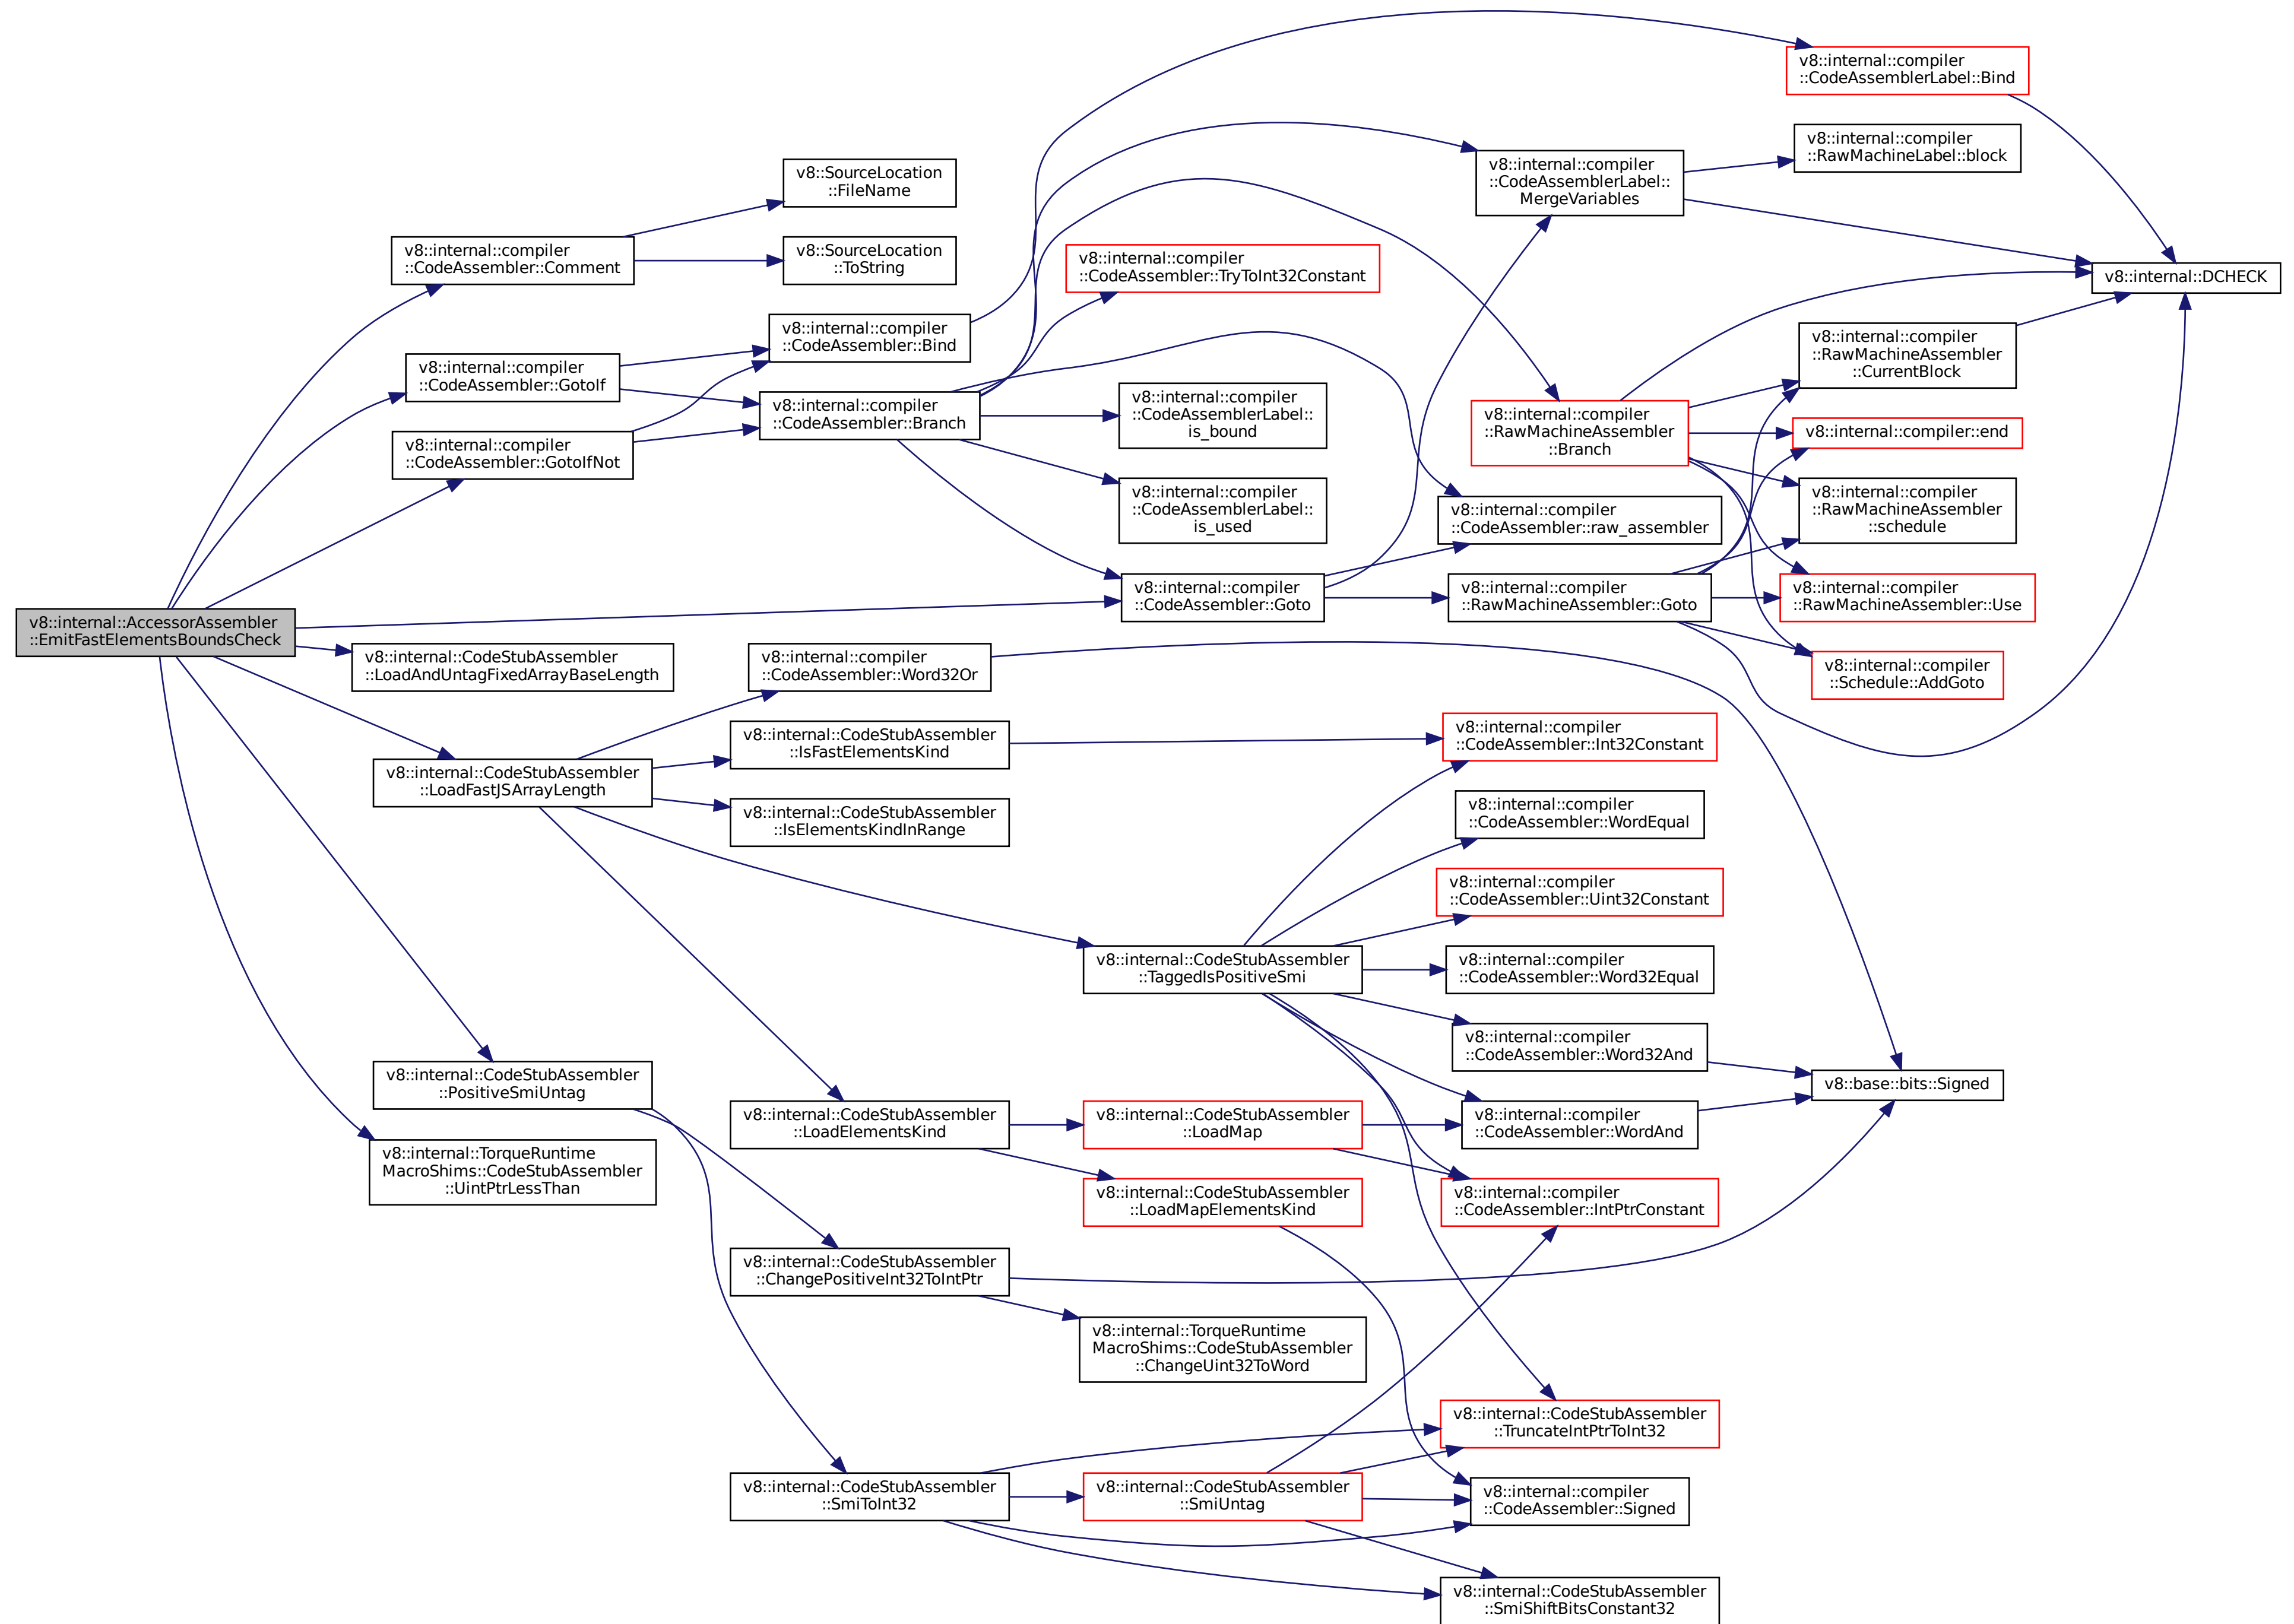 v8::internal::AccessorAssembler
::EmitFastElementsBoundsCheck
v8::internal::compiler
::CodeAssembler::Comment
v8::SourceLocation
::FileName
v8::SourceLocation
::ToString
v8::internal::compiler
::CodeAssembler::GotoIf
v8::internal::compiler
::CodeAssembler::GotoIfNot
v8::internal::compiler
::CodeAssembler::Bind
v8::internal::compiler
::CodeAssembler::Branch
v8::internal::compiler
::CodeAssemblerLabel::Bind
v8::internal::compiler
::CodeAssemblerLabel::
MergeVariables
v8::internal::compiler
::RawMachineLabel::block
v8::internal::DCHECK
v8::internal::compiler
::CodeAssembler::TryToInt32Constant
v8::internal::compiler
::CodeAssemblerLabel::
is_bound
v8::internal::compiler
::CodeAssemblerLabel::
is_used
v8::internal::compiler
::RawMachineAssembler
::Branch
v8::internal::compiler
::CodeAssembler::raw_assembler
v8::internal::compiler
::CodeAssembler::Goto
v8::internal::compiler
::RawMachineAssembler::Goto
v8::internal::compiler
::RawMachineAssembler
::CurrentBlock
v8::internal::compiler::end
v8::internal::compiler
::RawMachineAssembler
::schedule
v8::internal::compiler
::RawMachineAssembler::Use
v8::internal::compiler
::Schedule::AddGoto
v8::internal::CodeStubAssembler
::LoadAndUntagFixedArrayBaseLength
v8::internal::CodeStubAssembler
::LoadFastJSArrayLength
v8::internal::compiler
::CodeAssembler::Word32Or
v8::internal::CodeStubAssembler
::IsFastElementsKind
v8::internal::CodeStubAssembler
::IsElementsKindInRange
v8::internal::compiler
::CodeAssembler::Int32Constant
v8::internal::compiler
::CodeAssembler::WordEqual
v8::internal::compiler
::CodeAssembler::Uint32Constant
v8::internal::CodeStubAssembler
::TaggedIsPositiveSmi
v8::internal::compiler
::CodeAssembler::Word32Equal
v8::internal::compiler
::CodeAssembler::Word32And
v8::base::bits::Signed
v8::internal::compiler
::CodeAssembler::WordAnd
v8::internal::CodeStubAssembler
::PositiveSmiUntag
v8::internal::TorqueRuntime
MacroShims::CodeStubAssembler
::UintPtrLessThan
v8::internal::CodeStubAssembler
::LoadElementsKind
v8::internal::CodeStubAssembler
::LoadMap
v8::internal::CodeStubAssembler
::LoadMapElementsKind
v8::internal::compiler
::CodeAssembler::IntPtrConstant
v8::internal::CodeStubAssembler
::ChangePositiveInt32ToIntPtr
v8::internal::TorqueRuntime
MacroShims::CodeStubAssembler
::ChangeUint32ToWord
v8::internal::CodeStubAssembler
::TruncateIntPtrToInt32
v8::internal::CodeStubAssembler
::SmiToInt32
v8::internal::CodeStubAssembler
::SmiUntag
v8::internal::compiler
::CodeAssembler::Signed
v8::internal::CodeStubAssembler
::SmiShiftBitsConstant32